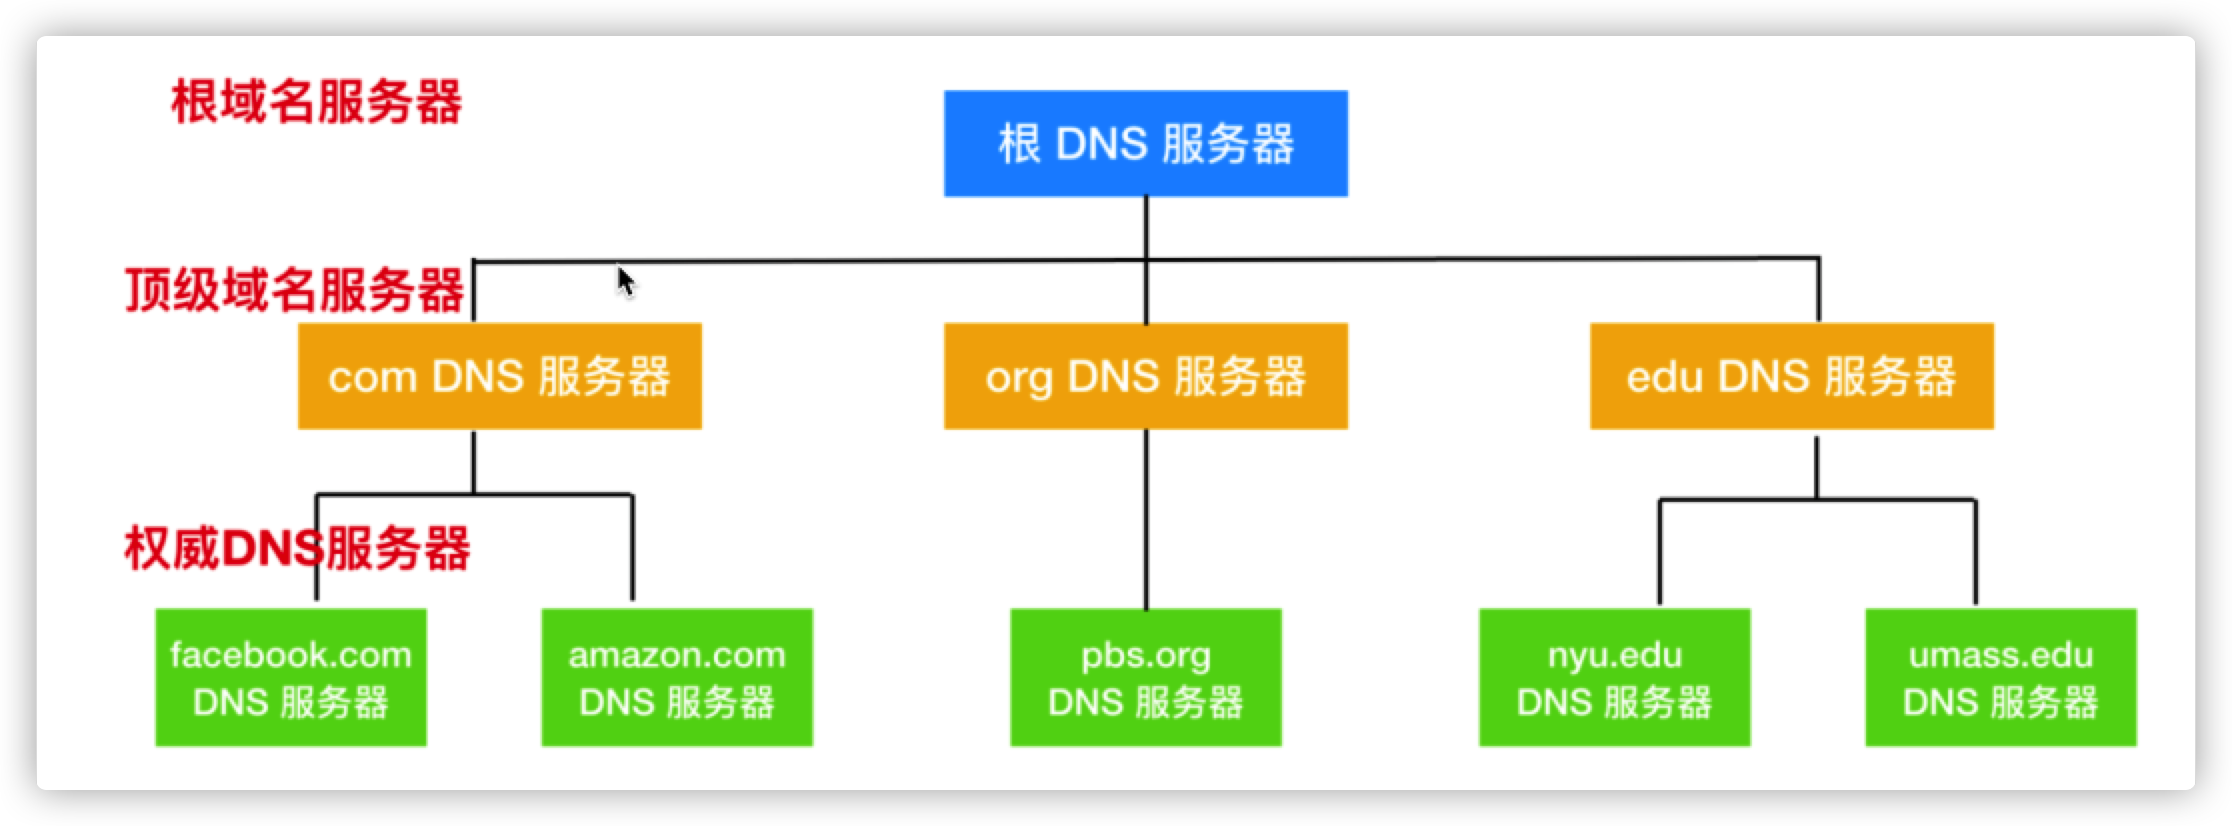 根域名服务器
根 DNS 服务器
顶级域名服务器
com DNS 服务器
org DNS 服务器
edu DNS 服务器
权威DNS服务器
facebook.com
DNS 服务器
amazon.com
DNS 服务器
pbs.org
DNS 服务器
nyu.edu
DNS 服务器
umass.edu
DNS 服务器